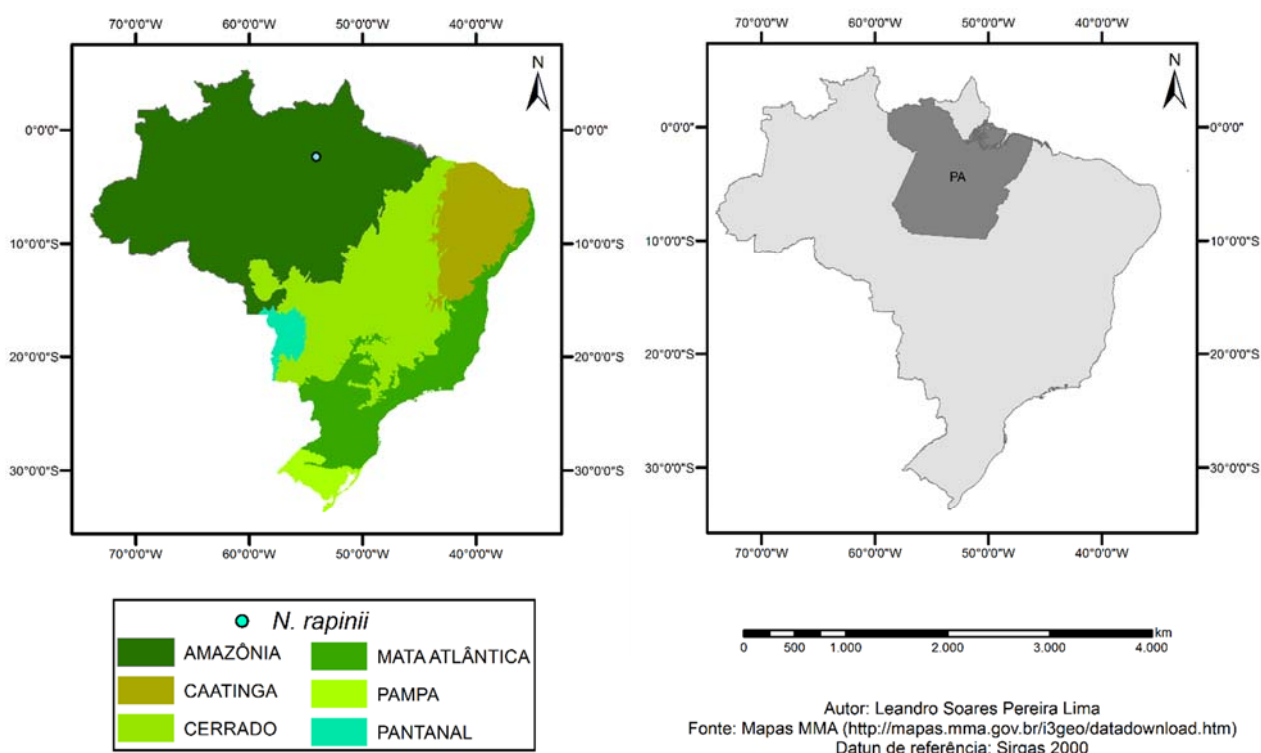 70°0'0"W 60°0'0"W 50°0'0"W 40°0'0"W
N
0°0'0" 0°0'0"
10°0'0"S 10°0'0"S
20°0'0"S 20°0'0"S
30°0'0"S 30°0'0"S
70°0'0"W 60°0'0"W 50°0'0"W 40°0'0"W
70°0'0"W 60°0'0"W 50°0'0"W 40°0'0"W
N
0°0'0" 0°0'0"
PA
10°0'0"S 10°0'0"S
20°0'0"S 20°0'0"S
30°0'0"S 30°0'0"S
70°0'0"W 60°0'0"W 50°0'0"W 40°0'0"W
N. rapinii
AMAZÔNIA MATA ATLÂNTICA
CAATINGA PAMPA
CERRADO PANTANAL
km
0 500 1.000 2.000 3.000 4.000
Autor: Leandro Soares Pereira Lima
Fonte: Mapas MMA (http://mapas.mma.gov.br/i3geo/datadownload.htm)
Datun de referência: Sirgas 2000